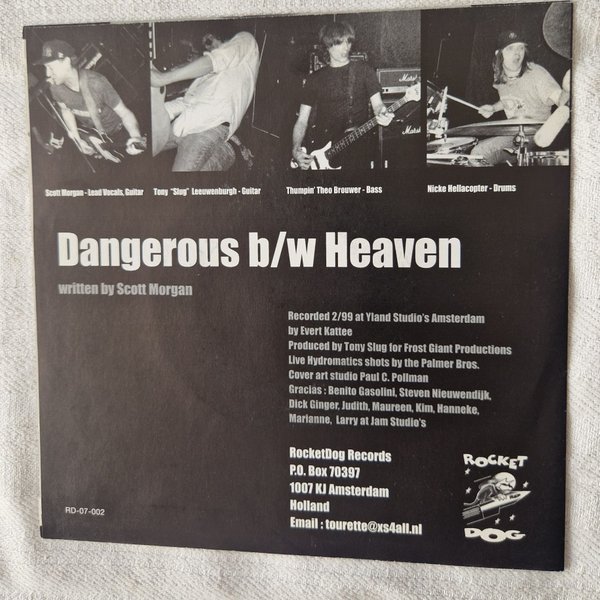 Marshall
Marshall
Scott Morgan - Lead Vocals, Guitar
Tony "Slug" Leeuwenburgh - Guitar
Thumpin' Theo Brouwer - Bass
Nicke Hellacopter - Drums
Dangerous b/w Heaven
written by Scott Morgan
Recorded 2/99 at Yland Studio's Amsterdam
by Evert Kattee
Produced by Tony Slug for Frost Giant Productions
Live Hydromatics shots by the Palmer Bros.
Cover art studio Paul C. Pollman
Gracias : Benito Gasolini, Steven Nieuwendijk,
Dick Ginger, Judith, Maureen, Kim, Hanneke,
Marianne, Larry at Jam Studio's
RocketDog Records
P.O. Box 70397
1007 KJ Amsterdam
Holland
Email : tourette@xs4all.nl
ROCKET
DOG
RD-07-002